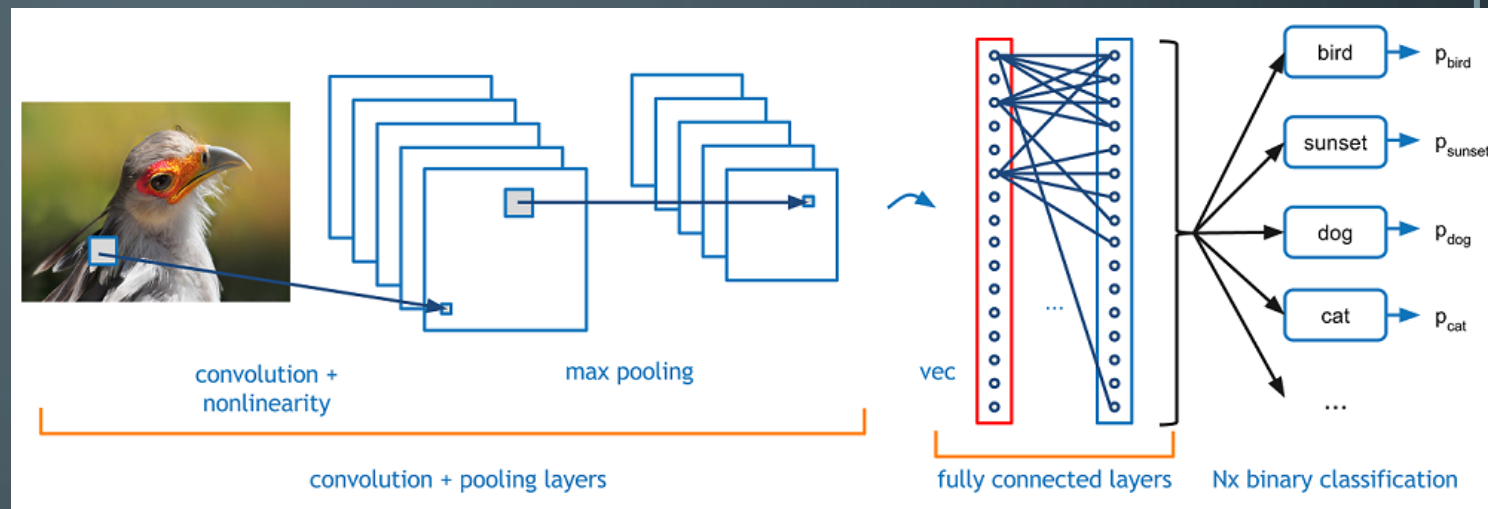 convolution +
nonlinearity
max pooling
vec
convolution + pooling layers
fully connected layers
Nx binary classification
...
bird
p_bird
sunset
p_sunset
dog
p_dog
cat
p_cat
...